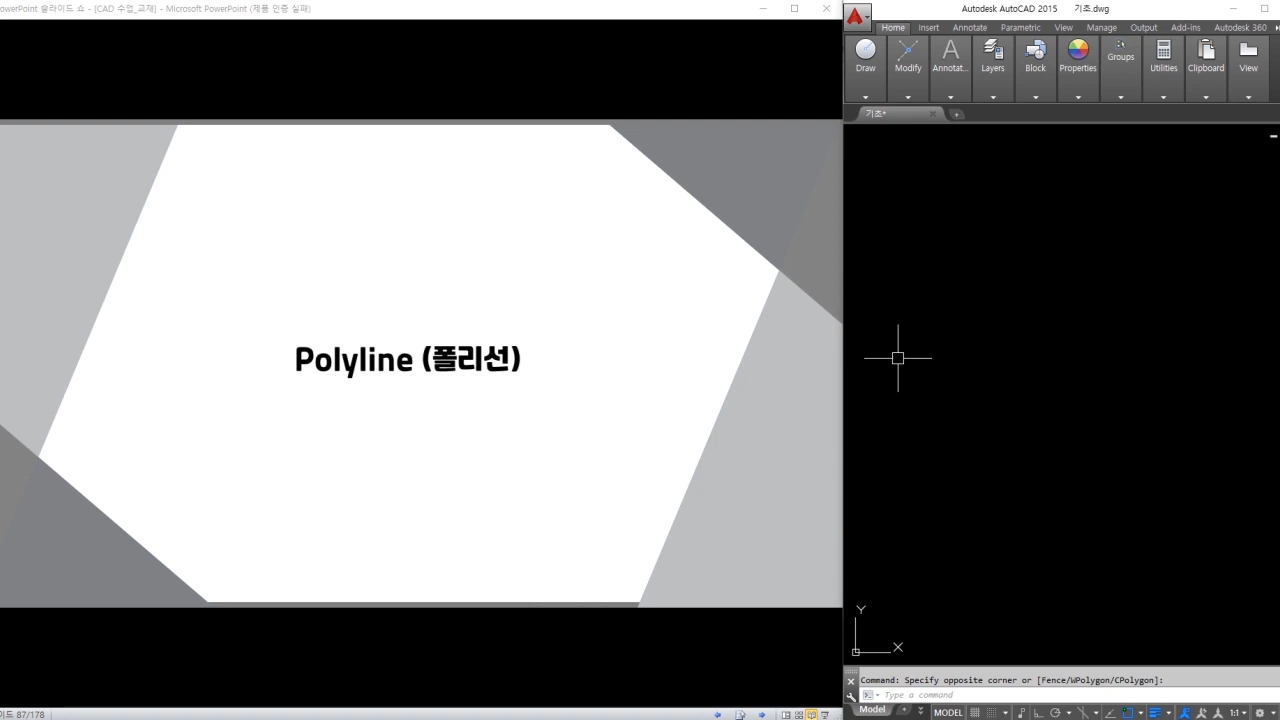 owerPoint 슬라이드 쇼 - [CAD 수업_교재] - Microsoft PowerPoint (제품 인증 실패)
Polyline (폴리선)
이드 87/178
Autodesk AutoCAD 2015 기초.dwg
Home Insert Annotate Parametric View Manage Output Add-ins Autodesk 360
Draw Modify Annotat... Layers Block Properties Groups Utilities Clipboard View
기초*
Y
X
Command: Specify opposite corner or [Fence/WPolygon/CPolygon]:
Type a command
Model MODEL 1:1